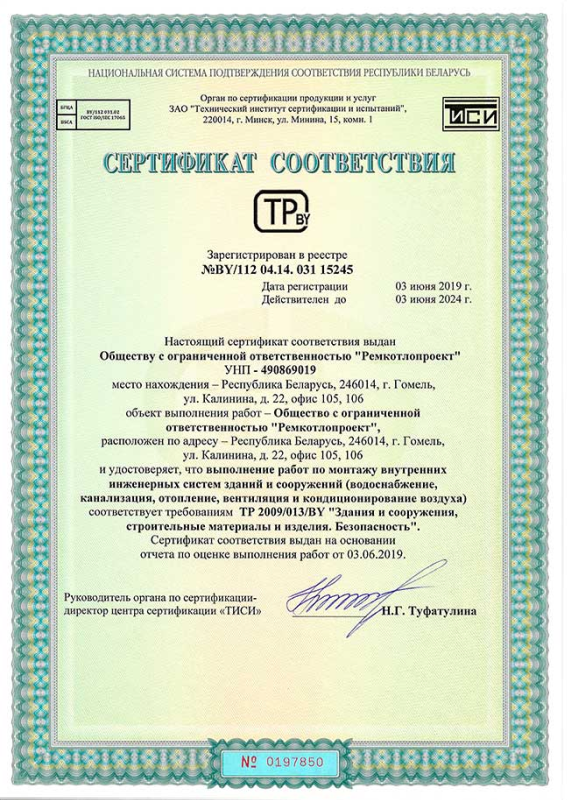 НАЦИОНАЛЬНАЯ СИСТЕМА ПОДТВЕРЖДЕНИЯ СООТВЕТСТВИЯ РЕСПУБЛИКИ БЕЛАРУСЬ
Орган по сертификации продукции и услуг
ЗАО "Технический институт сертификации и испытаний",
220014, г. Минск, ул. Минина, 15, комн. 1
БГЦА
BSCA
BY/112 031.02
ГОСТ ISO/IEC 17065
ТИСИ
СЕРТИФИКАТ СООТВЕТСТВИЯ
ТР BY
Зарегистрирован в реестре
№BY/112 04.14. 031 15245
Дата регистрации 03 июня 2019 г.
Действителен до 03 июня 2024 г.
Настоящий сертификат соответствия выдан
Обществу с ограниченной ответственностью "Ремкотлопроект"
УНП - 490869019
место нахождения – Республика Беларусь, 246014, г. Гомель,
ул. Калинина, д. 22, офис 105, 106
объект выполнения работ – Общество с ограниченной
ответственностью "Ремкотлопроект",
расположен по адресу – Республика Беларусь, 246014, г. Гомель,
ул. Калинина, д. 22, офис 105, 106
и удостоверяет, что выполнение работ по монтажу внутренних
инженерных систем зданий и сооружений (водоснабжение,
канализация, отопление, вентиляция и кондиционирование воздуха)
соответствует требованиям ТР 2009/013/BY "Здания и сооружения,
строительные материалы и изделия. Безопасность".
Сертификат соответствия выдан на основании
отчета по оценке выполнения работ от 03.06.2019.
Руководитель органа по сертификации-
директор центра сертификации «ТИСИ»
Н.Г. Туфатулина
№ 0197850